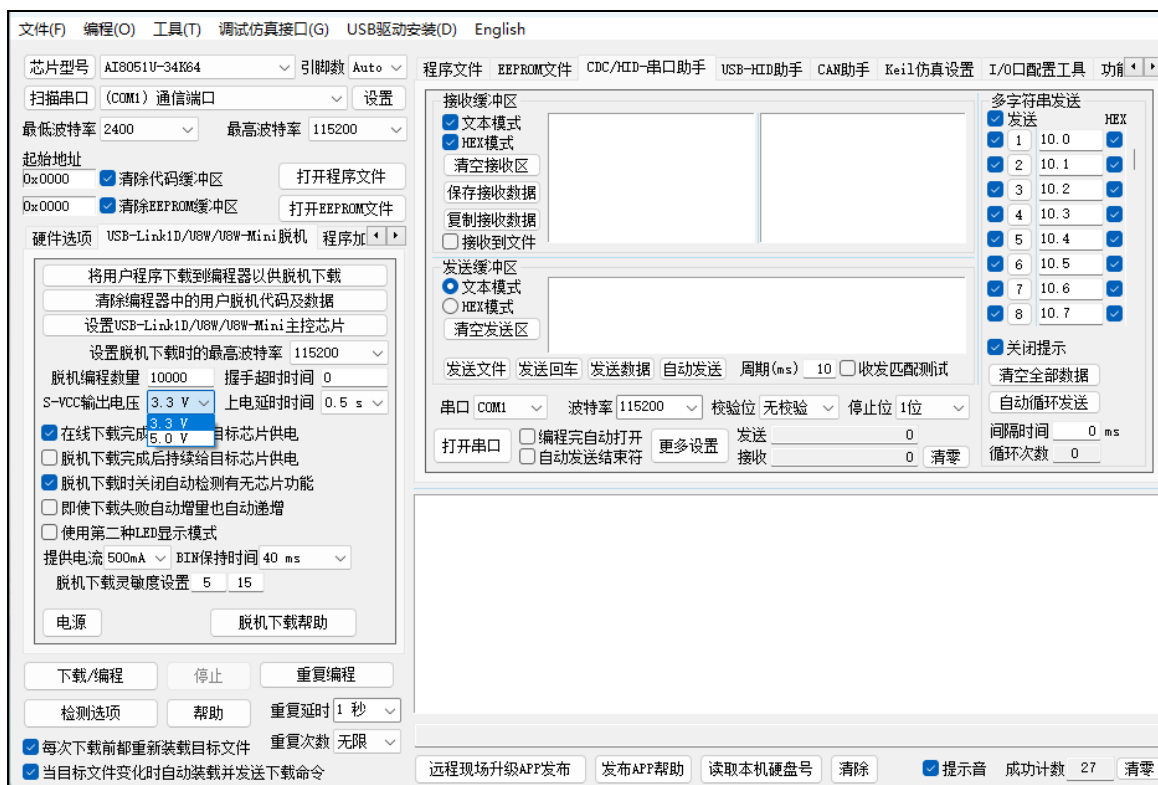 文件(F) 编程(O) 工具(T) 调试仿真接口(G) USB驱动安装(D) English
芯片型号 AI8051U-34K64 引脚数 Auto
扫描串口 (COM1) 通信端口 设置
最低波特率 2400 最高波特率 115200
起始地址
0x0000 清除代码缓冲区 打开程序文件
0x0000 清除EEPROM缓冲区 打开EEPROM文件
硬件选项 USB-Link1D/U8W/U8W-Mini脱机 程序加
将用户程序下载到编程器以供脱机下载
清除编程器中的用户脱机代码及数据
设置USB-Link1D/U8W/U8W-Mini主控芯片
设置脱机下载时的最高波特率 115200
脱机编程数量 10000 握手超时时间 0
S-VCC输出电压 3.3 V 上电延时时间 0.5 s
3.3 V
5.0 V
在线下载完成 目标芯片供电
脱机下载完成后持续给目标芯片供电
脱机下载时关闭自动检测有无芯片功能
即使下载失败自动增量也自动递增
使用第二种LED显示模式
提供电流 500mA BIN保持时间 40 ms
脱机下载灵敏度设置 5 15
电源 脱机下载帮助
下载/编程 停止 重复编程
检测选项 帮助 重复延时 1 秒
每次下载前都重新装载目标文件 重复次数 无限
当目标文件变化时自动装载并发送下载命令
程序文件 EEPROM文件 CDC/HID-串口助手 USB-HID助手 CAN助手 Keil仿真设置 I/O口配置工具
接收缓冲区
文本模式
HEX模式
清空接收区
保存接收数据
复制接收数据
接收到文件
发送缓冲区
文本模式
HEX模式
清空发送区
发送文件 发送回车 发送数据 自动发送 周期(ms) 10 收发匹配测试
串口 COM1 波特率 115200 校验位 无校验 停止位 1位
打开串口 编程完自动打开 更多设置 发送 0
自动发送结束符 接收 0 清零
多字符串发送
发送 HEX
1 10.0
2 10.1
3 10.2
4 10.3
5 10.4
6 10.5
7 10.6
8 10.7
关闭提示
清空全部数据
自动循环发送
间隔时间 0 ms
循环次数 0
远程现场升级APP发布 发布APP帮助 读取本机硬盘号 清除 提示音 成功计数 27 清零